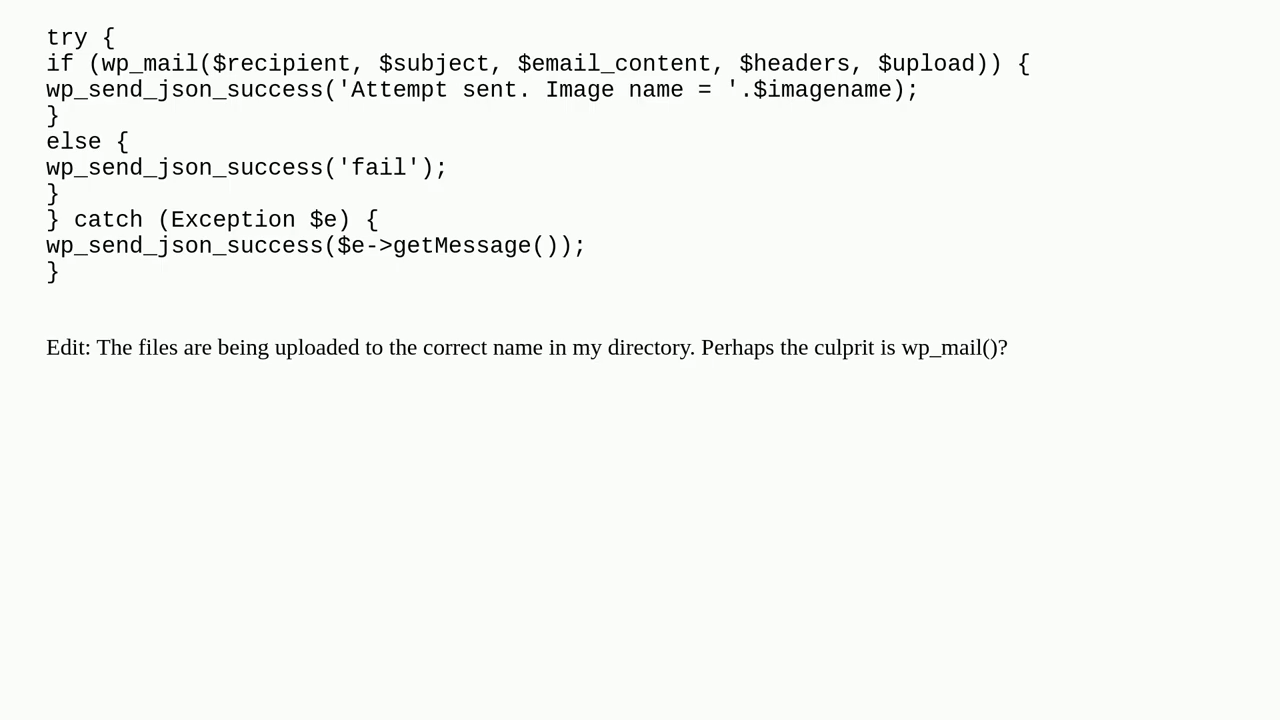 try {
if (wp_mail($recipient, $subject, $email_content, $headers, $upload)) {
wp_send_json_success('Attempt sent. Image name = '.$imagename);
}
else {
wp_send_json_success('fail');
}
} catch (Exception $e) {
wp_send_json_success($e->getMessage());
}
Edit: The files are being uploaded to the correct name in my directory. Perhaps the culprit is wp_mail()?